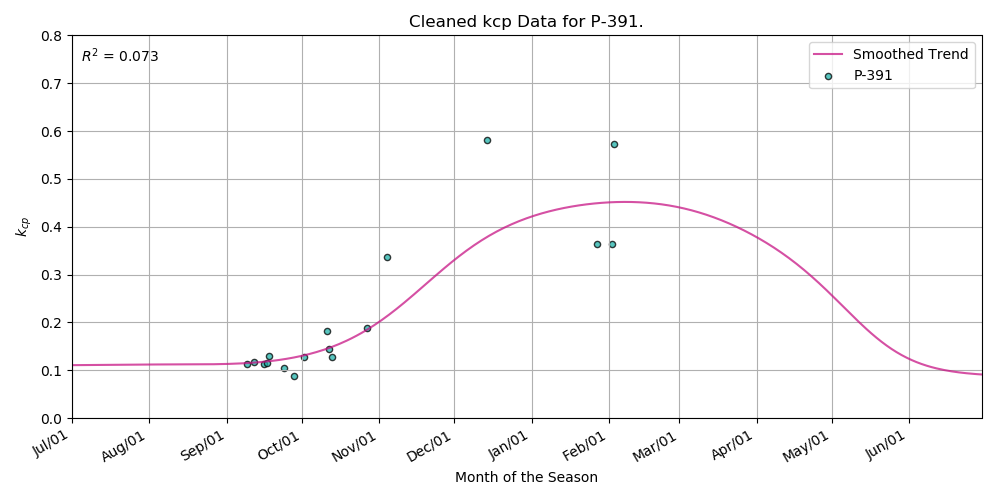 Cleaned kcp Data for P-391.
R² = 0.073
Smoothed Trend
P-391
0.8
0.7
0.6
0.5
0.4
0.3
0.2
0.1
0.0
k_cp
Jul/01
Aug/01
Sep/01
Oct/01
Nov/01
Dec/01
Jan/01
Feb/01
Mar/01
Apr/01
May/01
Jun/01
Month of the Season